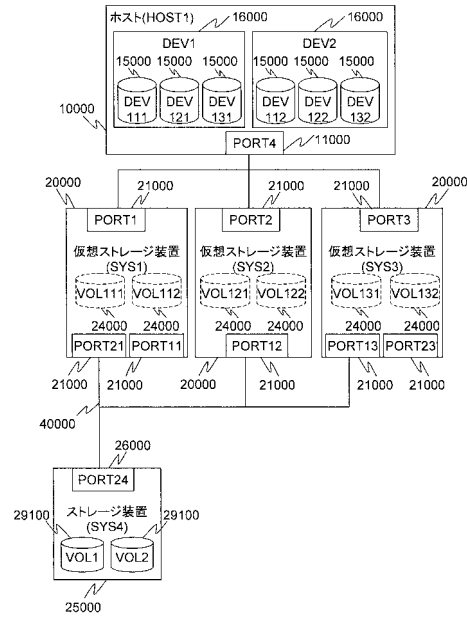 ホスト(HOST1)
16000
16000
DEV1
DEV2
15000 15000 15000
15000 15000 15000
DEV 111
DEV 121
DEV 131
DEV 112
DEV 122
DEV 132
10000
PORT4
11000
20000
21000
21000
21000
20000
PORT1
PORT2
PORT3
仮想ストレージ装置
(SYS1)
仮想ストレージ装置
(SYS2)
仮想ストレージ装置
(SYS3)
VOL111
VOL112
VOL121
VOL122
VOL131
VOL132
24000
24000
24000
24000
24000
24000
PORT21
PORT11
PORT12
PORT13
PORT23
21000
21000
20000
21000
21000
21000
40000
26000
PORT24
ストレージ装置
(SYS4)
29100
29100
VOL1
VOL2
25000